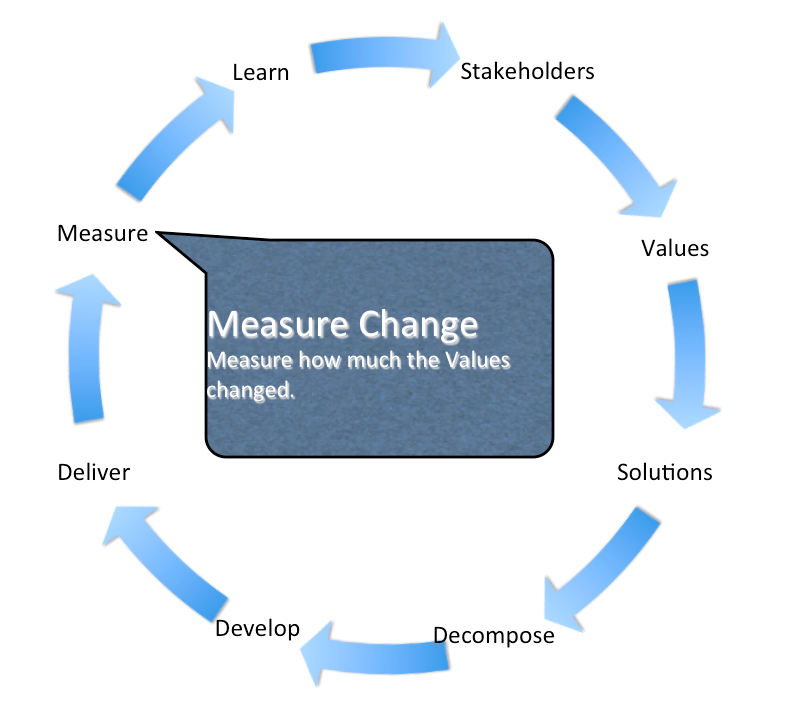 Learn
Stakeholders
Measure
Values
Measure Change
Measure how much the Values
changed.
Deliver
Solutions
Develop
Decompose